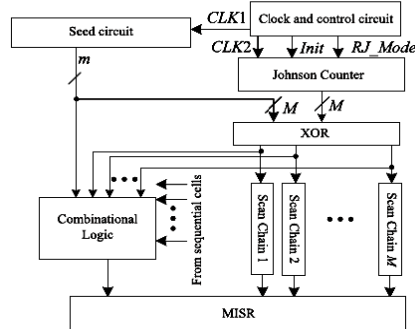 Seed circuit
CLK1
Clock and control circuit
CLK2
Init
RJ_Mode
m
Johnson Counter
M
M
XOR
Combinational
Logic
From sequential cells
Scan Chain 1
Scan Chain 2
Scan Chain M
MISR